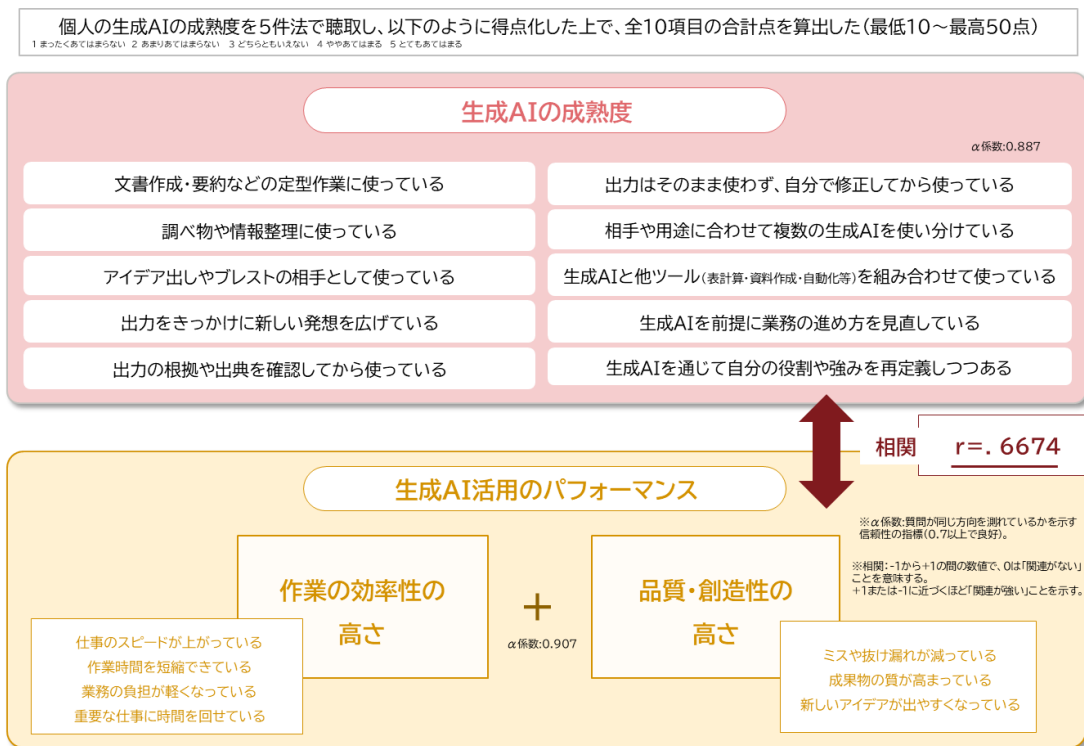 個人の生成AIの成熟度を5件法で聴取し、以下のように得点化した上で、全10項目の合計点を算出した(最低10～最高50点)
1 まったくあてはまらない 2 あまりあてはまらない 3 どちらともいえない 4 ややあてはまる 5 とてもあてはまる
生成AIの成熟度
α係数:0.887
文書作成・要約などの定型作業に使っている
調べ物や情報整理に使っている
アイデア出しやブレストの相手として使っている
出力をきっかけに新しい発想を広げている
出力の根拠や出典を確認してから使っている
出力はそのまま使わず、自分で修正してから使っている
相手や用途に合わせて複数の生成AIを使い分けている
生成AIと他ツール(表計算・資料作成・自動化等)を組み合わせて使っている
生成AIを前提に業務の進め方を見直している
生成AIを通じて自分の役割や強みを再定義しつつある
相関 r=. 6674
生成AI活用のパフォーマンス
※α係数:質問が同じ方向を測れているかを示す
信頼性の指標(0.7以上で良好)。
※相関:-1から+1の間の数値で、0は「関連がない」
ことを意味する。
+1または-1に近づくほど「関連が強い」ことを示す。
作業の効率性の
高さ
+
α係数:0.907
品質・創造性の
高さ
仕事のスピードが上がっている
作業時間を短縮できている
業務の負担が軽くなっている
重要な仕事に時間を回せている
ミスや抜け漏れが減っている
成果物の質が高まっている
新しいアイデアが出やすくなっている